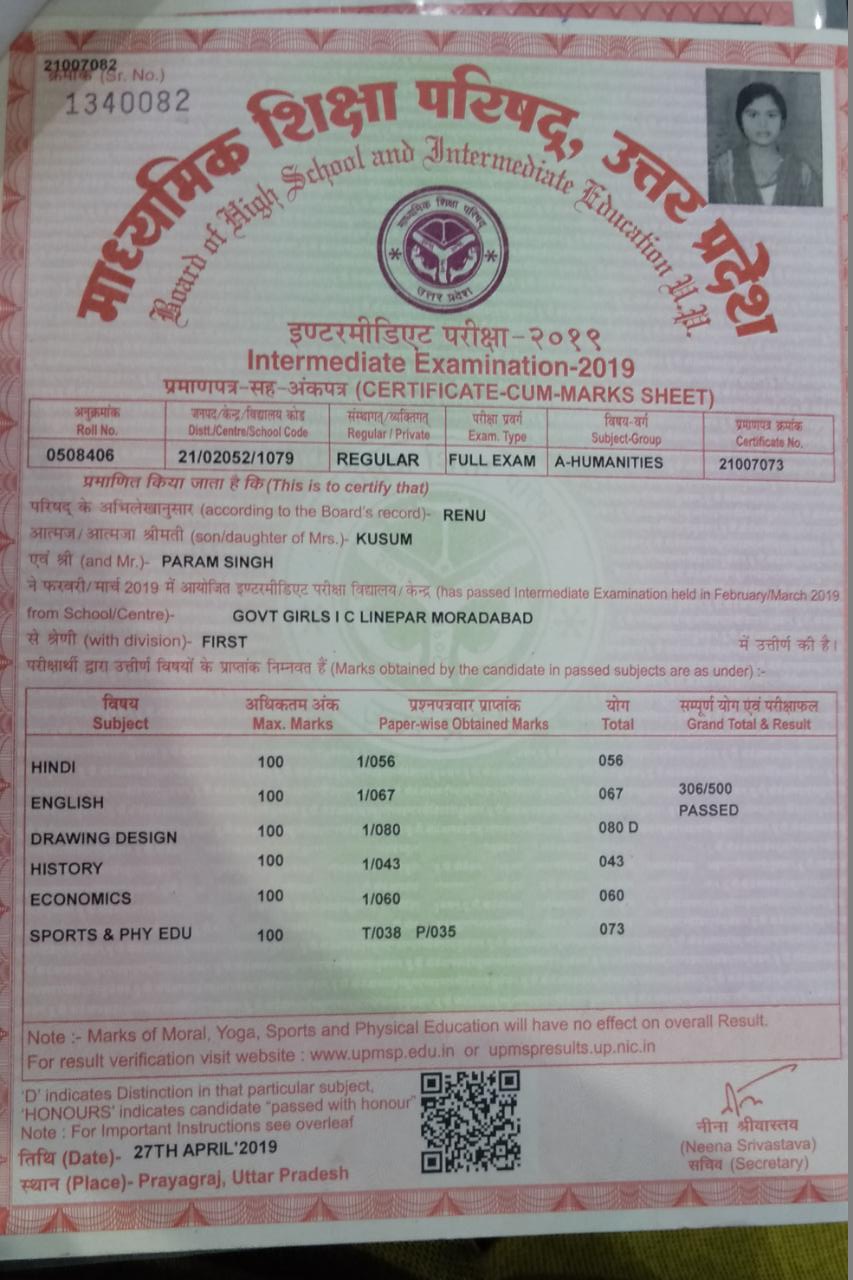 21007082
क्रमांक (Sr. No.)
1340082
माध्यमिक शिक्षा परिषद्, उत्तर प्रदेश
Board of High School and Intermediate Education U.P.
माध्यमिक शिक्षा परिषद्
उत्तर प्रदेश
इण्टरमीडिएट परीक्षा-२०१९
Intermediate Examination-2019
प्रमाणपत्र-सह-अंकपत्र (CERTIFICATE-CUM-MARKS SHEET)
अनुक्रमांक जनपद/केन्द्र/विद्यालय कोड संस्थागत/व्यक्तिगत परीक्षा प्रवर्ग विषय-वर्ग प्रमाणपत्र क्रमांक
Roll No. Distt./Centre/School Code Regular / Private Exam. Type Subject-Group Certificate No.
0508406 21/02052/1079 REGULAR FULL EXAM A-HUMANITIES 21007073
प्रमाणित किया जाता है कि (This is to certify that)
परिषद के अभिलेखानुसार (according to the Board's record)- RENU
आत्मज/आत्मजा श्रीमती (son/daughter of Mrs.)- KUSUM
एवं श्री (and Mr.)- PARAM SINGH
ने फरवरी/मार्च 2019 में आयोजित इण्टरमीडिएट परीक्षा विद्यालय/केन्द्र (has passed Intermediate Examination held in February/March 2019
from School/Centre)- GOVT GIRLS I C LINEPAR MORADABAD
से श्रेणी (with division)- FIRST में उत्तीर्ण की है।
परीक्षार्थी द्वारा उत्तीर्ण विषयों के प्राप्तांक निम्नवत हैं (Marks obtained by the candidate in passed subjects are as under) :-
विषय अधिकतम अंक प्रश्नपत्रवार प्राप्तांक योग सम्पूर्ण योग एवं परीक्षाफल
Subject Max. Marks Paper-wise Obtained Marks Total Grand Total & Result
HINDI 100 1/056 056
ENGLISH 100 1/067 067 306/500
PASSED
DRAWING DESIGN 100 1/080 080 D
HISTORY 100 1/043 043
ECONOMICS 100 1/060 060
SPORTS & PHY EDU 100 T/038 P/035 073
Note :- Marks of Moral, Yoga, Sports and Physical Education will have no effect on overall Result.
For result verification visit website : www.upmsp.edu.in or upmspresults.up.nic.in
'D' indicates Distinction in that particular subject,
'HONOURS' indicates candidate "passed with honour"
Note : For Important Instructions see overleaf
तिथि (Date)- 27TH APRIL'2019
स्थान (Place)- Prayagraj, Uttar Pradesh
नीना श्रीवास्तव
(Neena Srivastava)
सचिव (Secretary)